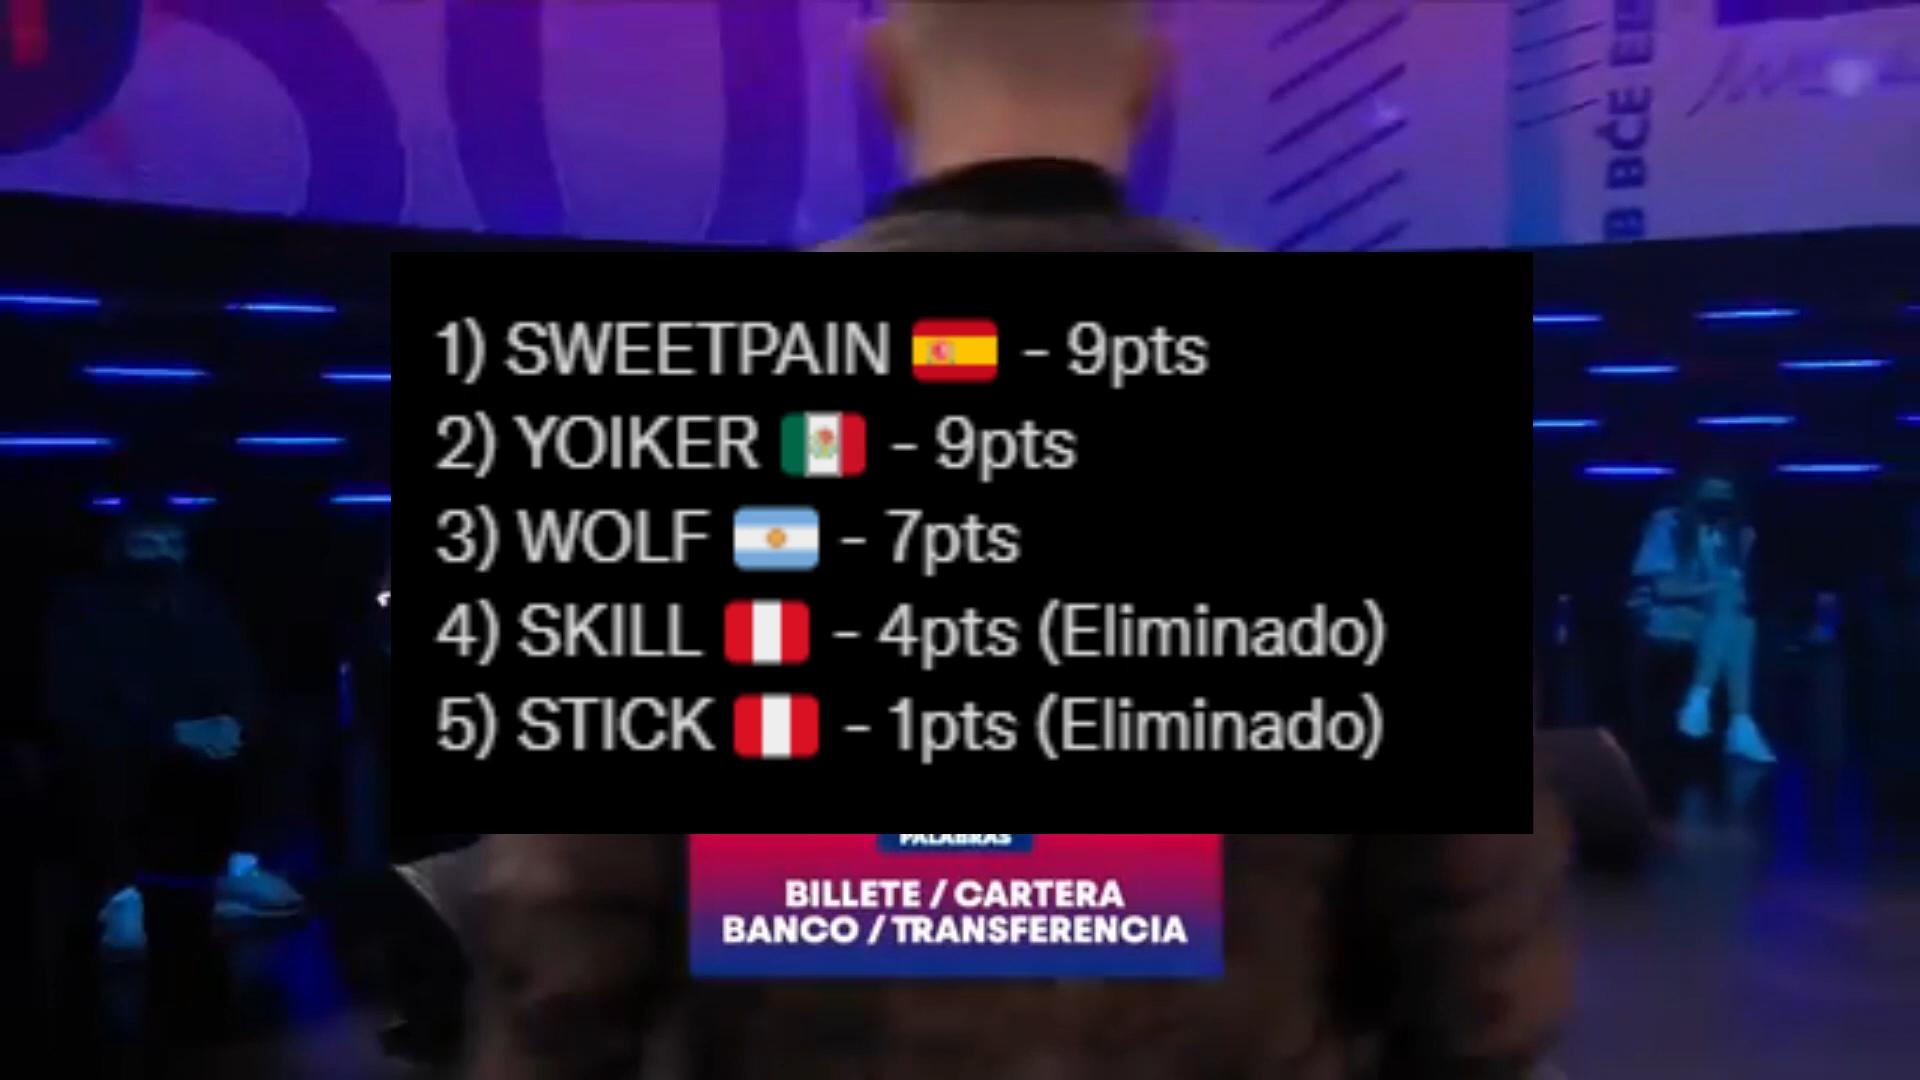 1) SWEETPAIN 🇪🇸 - 9pts
2) YOIKER 🇲🇽 - 9pts
3) WOLF 🇦🇷 - 7pts
4) SKILL 🇵🇪 - 4pts (Eliminado)
5) STICK 🇵🇪 - 1pts (Eliminado)
PALABRAS
BILLETE / CARTERA
BANCO / TRANSFERENCIA